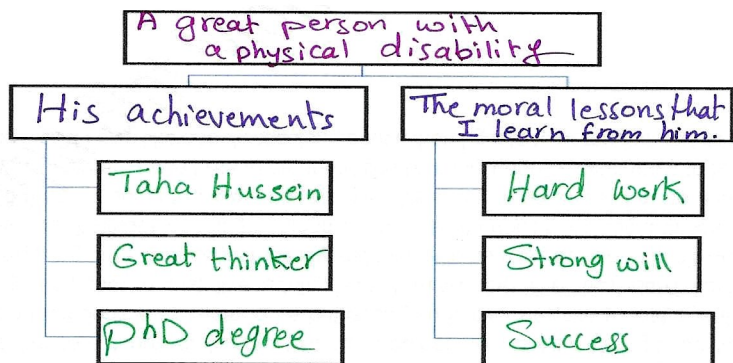 A great person with
a physical disability
His achievements
The moral lessons that
I learn from him.
Taha Hussein
Hard work
Great thinker
Strong will
phD degree
Success